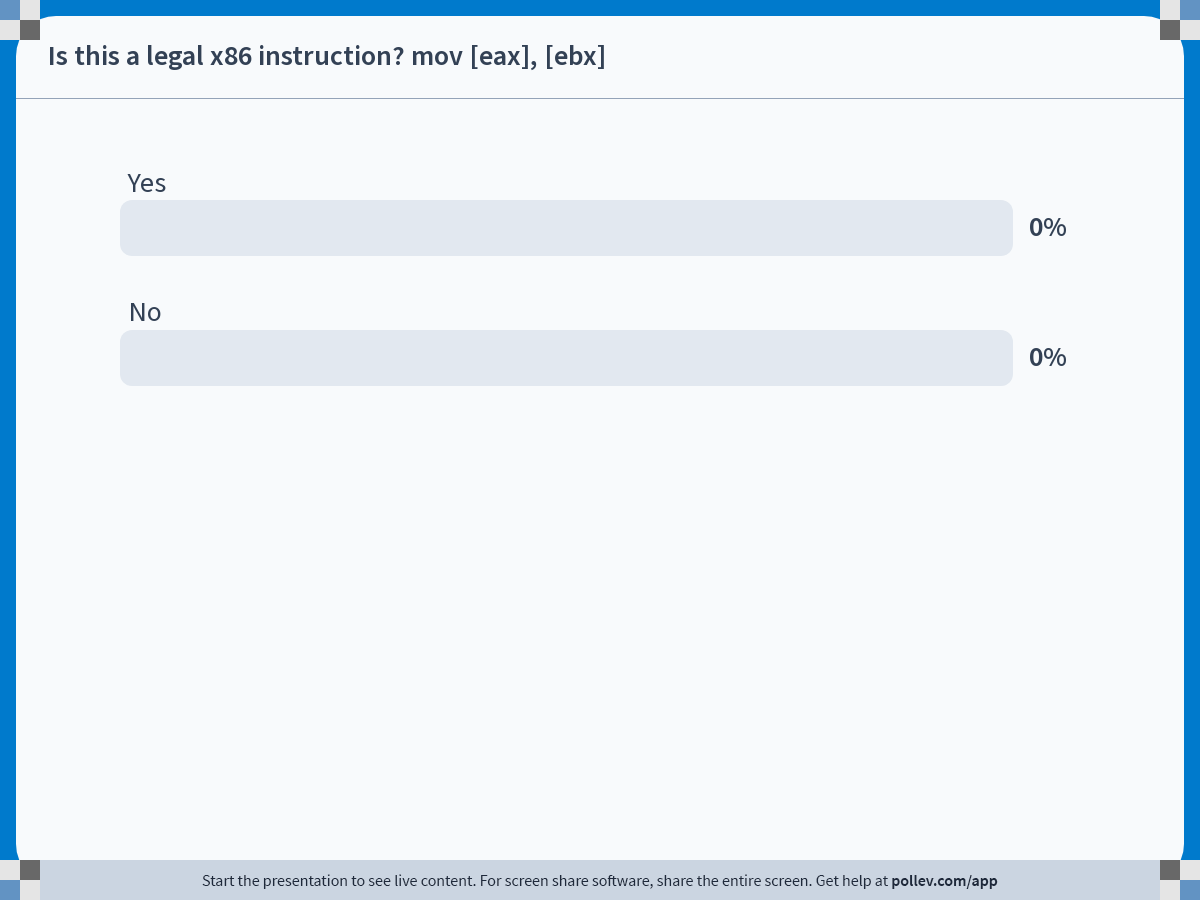 Is this a legal x86 instruction? mov [eax], [ebx]
Yes
0%
No
0%
Start the presentation to see live content. For screen share software, share the entire screen. Get help at pollev.com/app